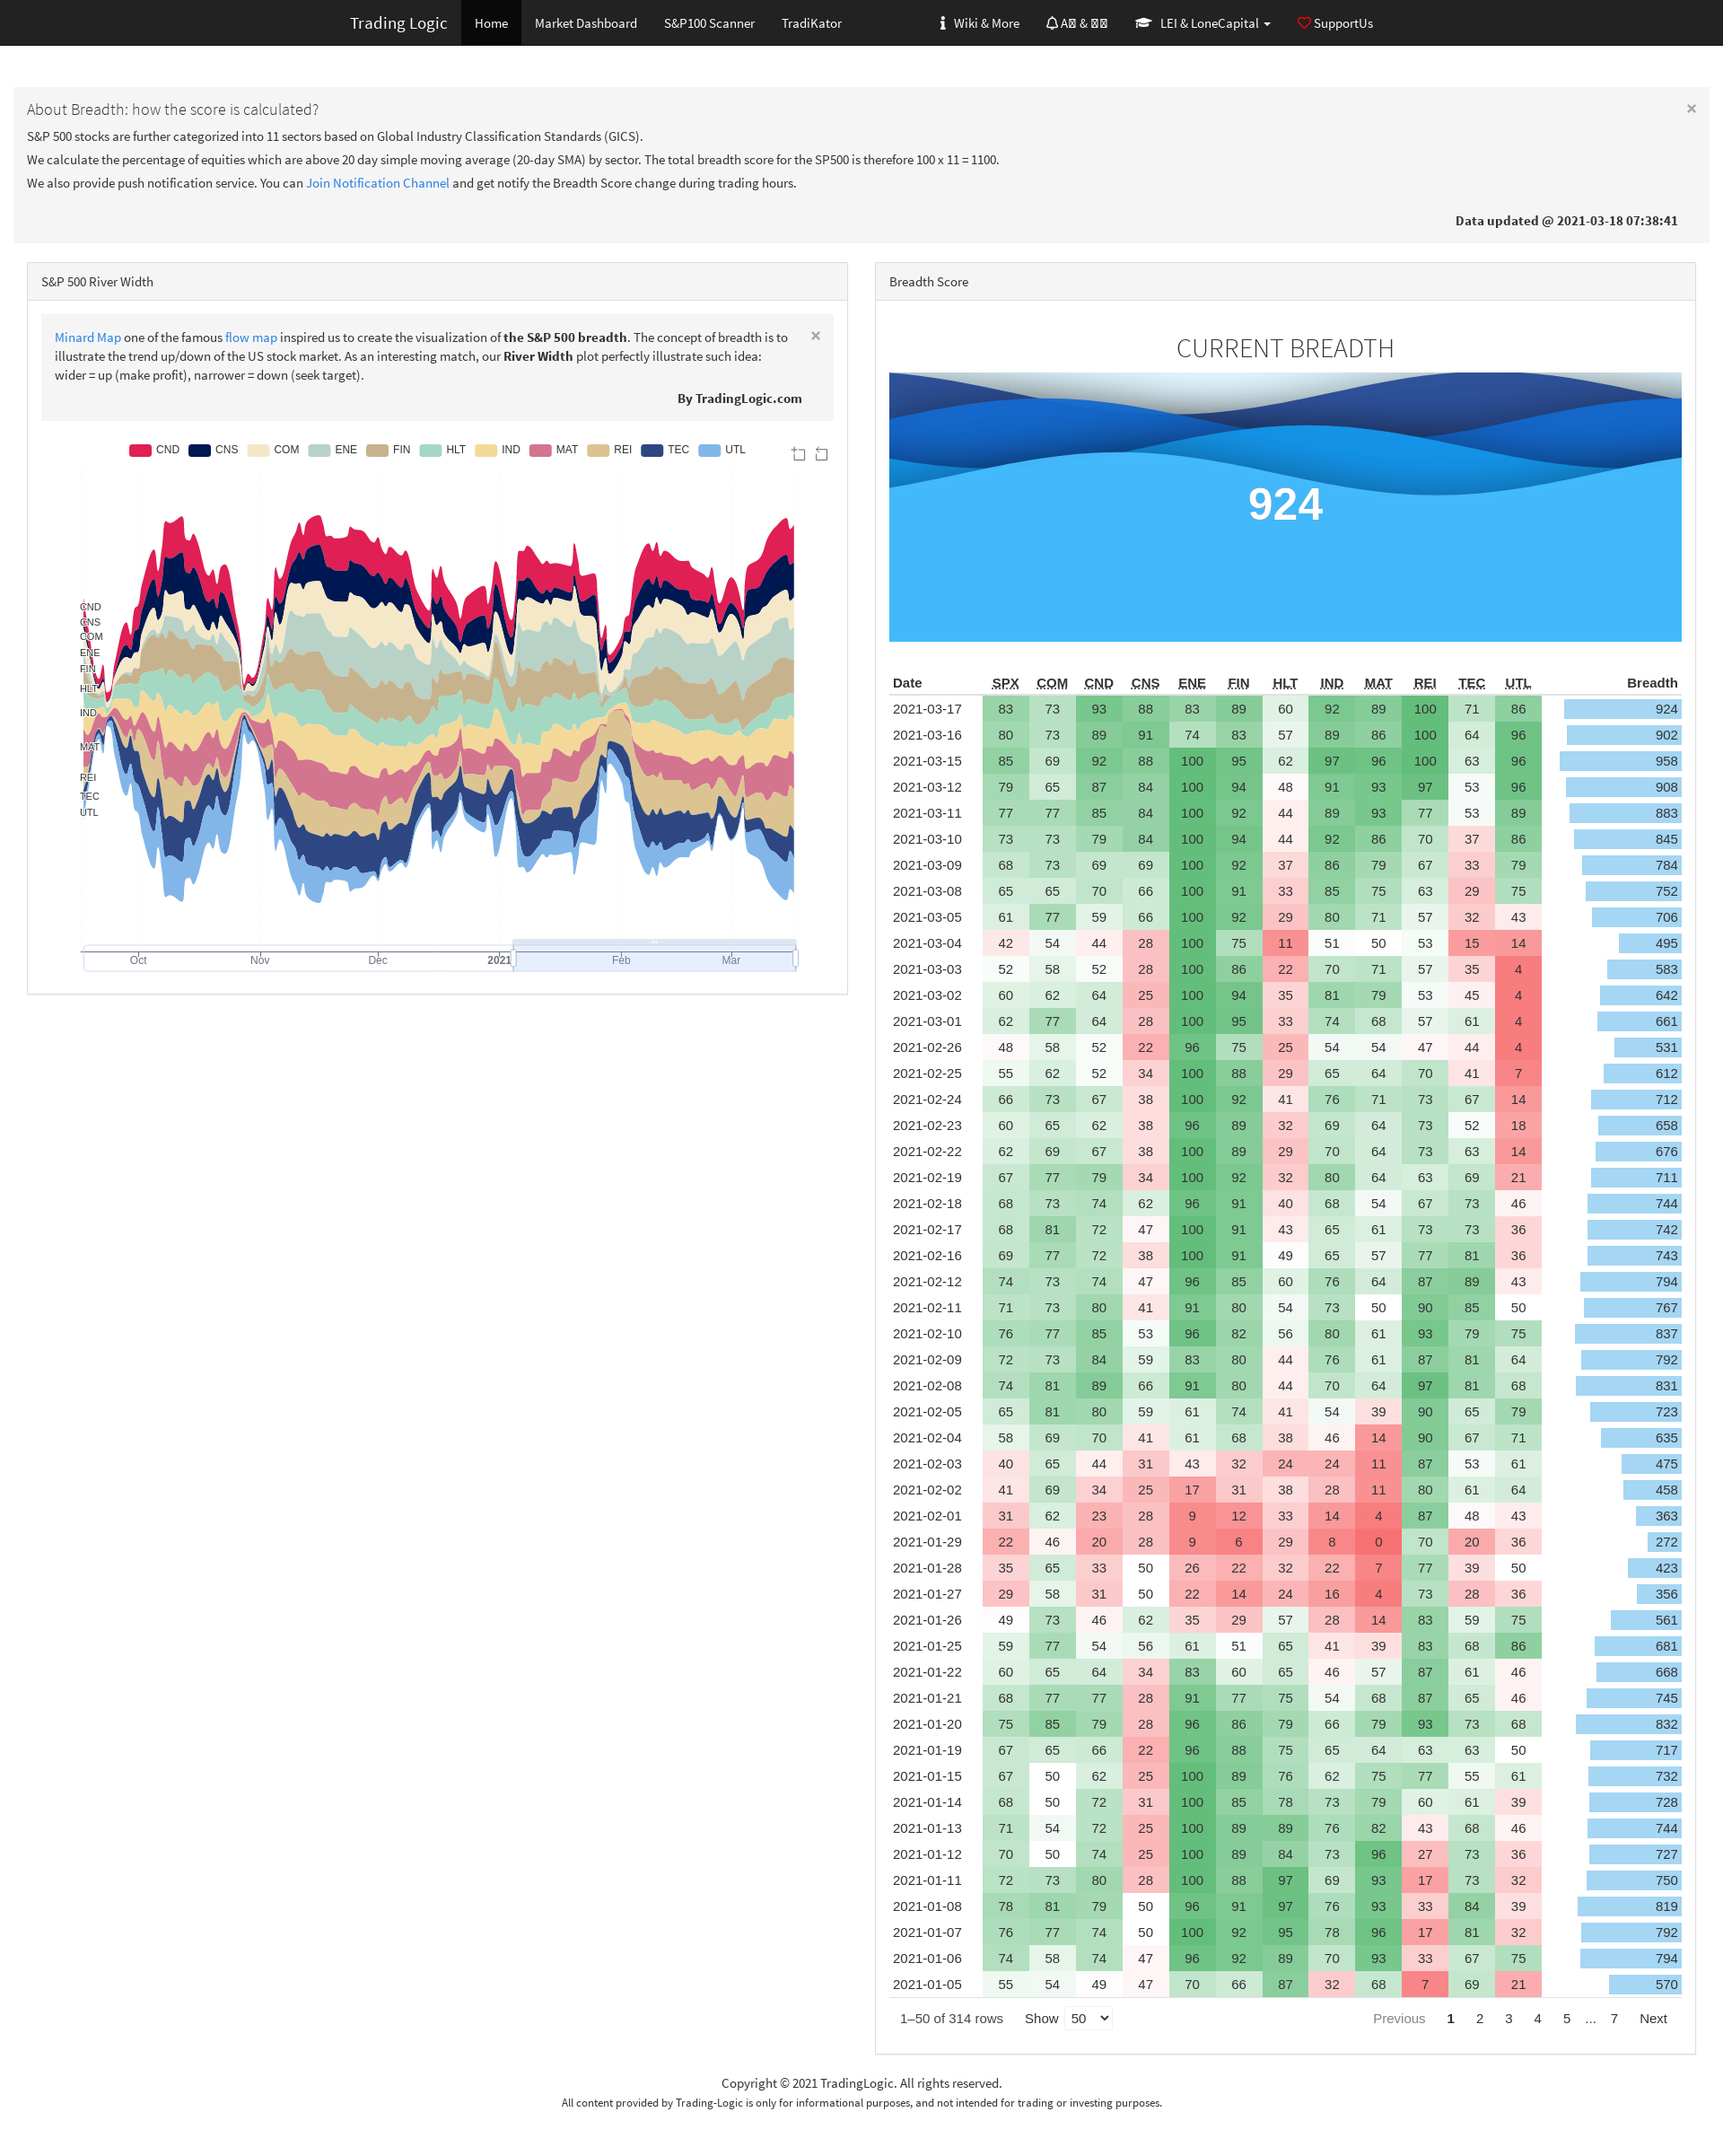 Trading Logic Home Market Dashboard S&P100 Scanner TradiKator Wiki & More A & LEI & LoneCapital SupportUs
About Breadth: how the score is calculated? ×
S&P 500 stocks are further categorized into 11 sectors based on Global Industry Classification Standards (GICS).
We calculate the percentage of equities which are above 20 day simple moving average (20-day SMA) by sector. The total breadth score for the SP500 is therefore 100 x 11 = 1100.
We also provide push notification service. You can Join Notification Channel and get notify the Breadth Score change during trading hours.
Data updated @ 2021-03-18 07:38:41
S&P 500 River Width
Minard Map one of the famous flow map inspired us to create the visualization of the S&P 500 breadth. The concept of breadth is to ×
illustrate the trend up/down of the US stock market. As an interesting match, our River Width plot perfectly illustrate such idea:
wider = up (make profit), narrower = down (seek target).
By TradingLogic.com
CND CNS COM ENE FIN HLT IND MAT REI TEC UTL
CND
CNS
COM
ENE
FIN
HLT
IND
MAT
REI
TEC
UTL
Oct Nov Dec 2021 Feb Mar
Breadth Score
CURRENT BREADTH
924
Date SPX COM CND CNS ENE FIN HLT IND MAT REI TEC UTL Breadth
2021-03-17 83 73 93 88 83 89 60 92 89 100 71 86 924
2021-03-16 80 73 89 91 74 83 57 89 86 100 64 96 902
2021-03-15 85 69 92 88 100 95 62 97 96 100 63 96 958
2021-03-12 79 65 87 84 100 94 48 91 93 97 53 96 908
2021-03-11 77 77 85 84 100 92 44 89 93 77 53 89 883
2021-03-10 73 73 79 84 100 94 44 92 86 70 37 86 845
2021-03-09 68 73 69 69 100 92 37 86 79 67 33 79 784
2021-03-08 65 65 70 66 100 91 33 85 75 63 29 75 752
2021-03-05 61 77 59 66 100 92 29 80 71 57 32 43 706
2021-03-04 42 54 44 28 100 75 11 51 50 53 15 14 495
2021-03-03 52 58 52 28 100 86 22 70 71 57 35 4 583
2021-03-02 60 62 64 25 100 94 35 81 79 53 45 4 642
2021-03-01 62 77 64 28 100 95 33 74 68 57 61 4 661
2021-02-26 48 58 52 22 96 75 25 54 54 47 44 4 531
2021-02-25 55 62 52 34 100 88 29 65 64 70 41 7 612
2021-02-24 66 73 67 38 100 92 41 76 71 73 67 14 712
2021-02-23 60 65 62 38 96 89 32 69 64 73 52 18 658
2021-02-22 62 69 67 38 100 89 29 70 64 73 63 14 676
2021-02-19 67 77 79 34 100 92 32 80 64 63 69 21 711
2021-02-18 68 73 74 62 96 91 40 68 54 67 73 46 744
2021-02-17 68 81 72 47 100 91 43 65 61 73 73 36 742
2021-02-16 69 77 72 38 100 91 49 65 57 77 81 36 743
2021-02-12 74 73 74 47 96 85 60 76 64 87 89 43 794
2021-02-11 71 73 80 41 91 80 54 73 50 90 85 50 767
2021-02-10 76 77 85 53 96 82 56 80 61 93 79 75 837
2021-02-09 72 73 84 59 83 80 44 76 61 87 81 64 792
2021-02-08 74 81 89 66 91 80 44 70 64 97 81 68 831
2021-02-05 65 81 80 59 61 74 41 54 39 90 65 79 723
2021-02-04 58 69 70 41 61 68 38 46 14 90 67 71 635
2021-02-03 40 65 44 31 43 32 24 24 11 87 53 61 475
2021-02-02 41 69 34 25 17 31 38 28 11 80 61 64 458
2021-02-01 31 62 23 28 9 12 33 14 4 87 48 43 363
2021-01-29 22 46 20 28 9 6 29 8 0 70 20 36 272
2021-01-28 35 65 33 50 26 22 32 22 7 77 39 50 423
2021-01-27 29 58 31 50 22 14 24 16 4 73 28 36 356
2021-01-26 49 73 46 62 35 29 57 28 14 83 59 75 561
2021-01-25 59 77 54 56 61 51 65 41 39 83 68 86 681
2021-01-22 60 65 64 34 83 60 65 46 57 87 61 46 668
2021-01-21 68 77 77 28 91 77 75 54 68 87 65 46 745
2021-01-20 75 85 79 28 96 86 79 66 79 93 73 68 832
2021-01-19 67 65 66 22 96 88 75 65 64 63 63 50 717
2021-01-15 67 50 62 25 100 89 76 62 75 77 55 61 732
2021-01-14 68 50 72 31 100 85 78 73 79 60 61 39 728
2021-01-13 71 54 72 25 100 89 89 76 82 43 68 46 744
2021-01-12 70 50 74 25 100 89 84 73 96 27 73 36 727
2021-01-11 72 73 80 28 100 88 97 69 93 17 73 32 750
2021-01-08 78 81 79 50 96 91 97 76 93 33 84 39 819
2021-01-07 76 77 74 50 100 92 95 78 96 17 81 32 792
2021-01-06 74 58 74 47 96 92 89 70 93 33 67 75 794
2021-01-05 55 54 49 47 70 66 87 32 68 7 69 21 570
1–50 of 314 rows Show 50 Previous 1 2 3 4 5 ... 7 Next
Copyright © 2021 TradingLogic. All rights reserved.
All content provided by Trading-Logic is only for informational purposes, and not intended for trading or investing purposes.